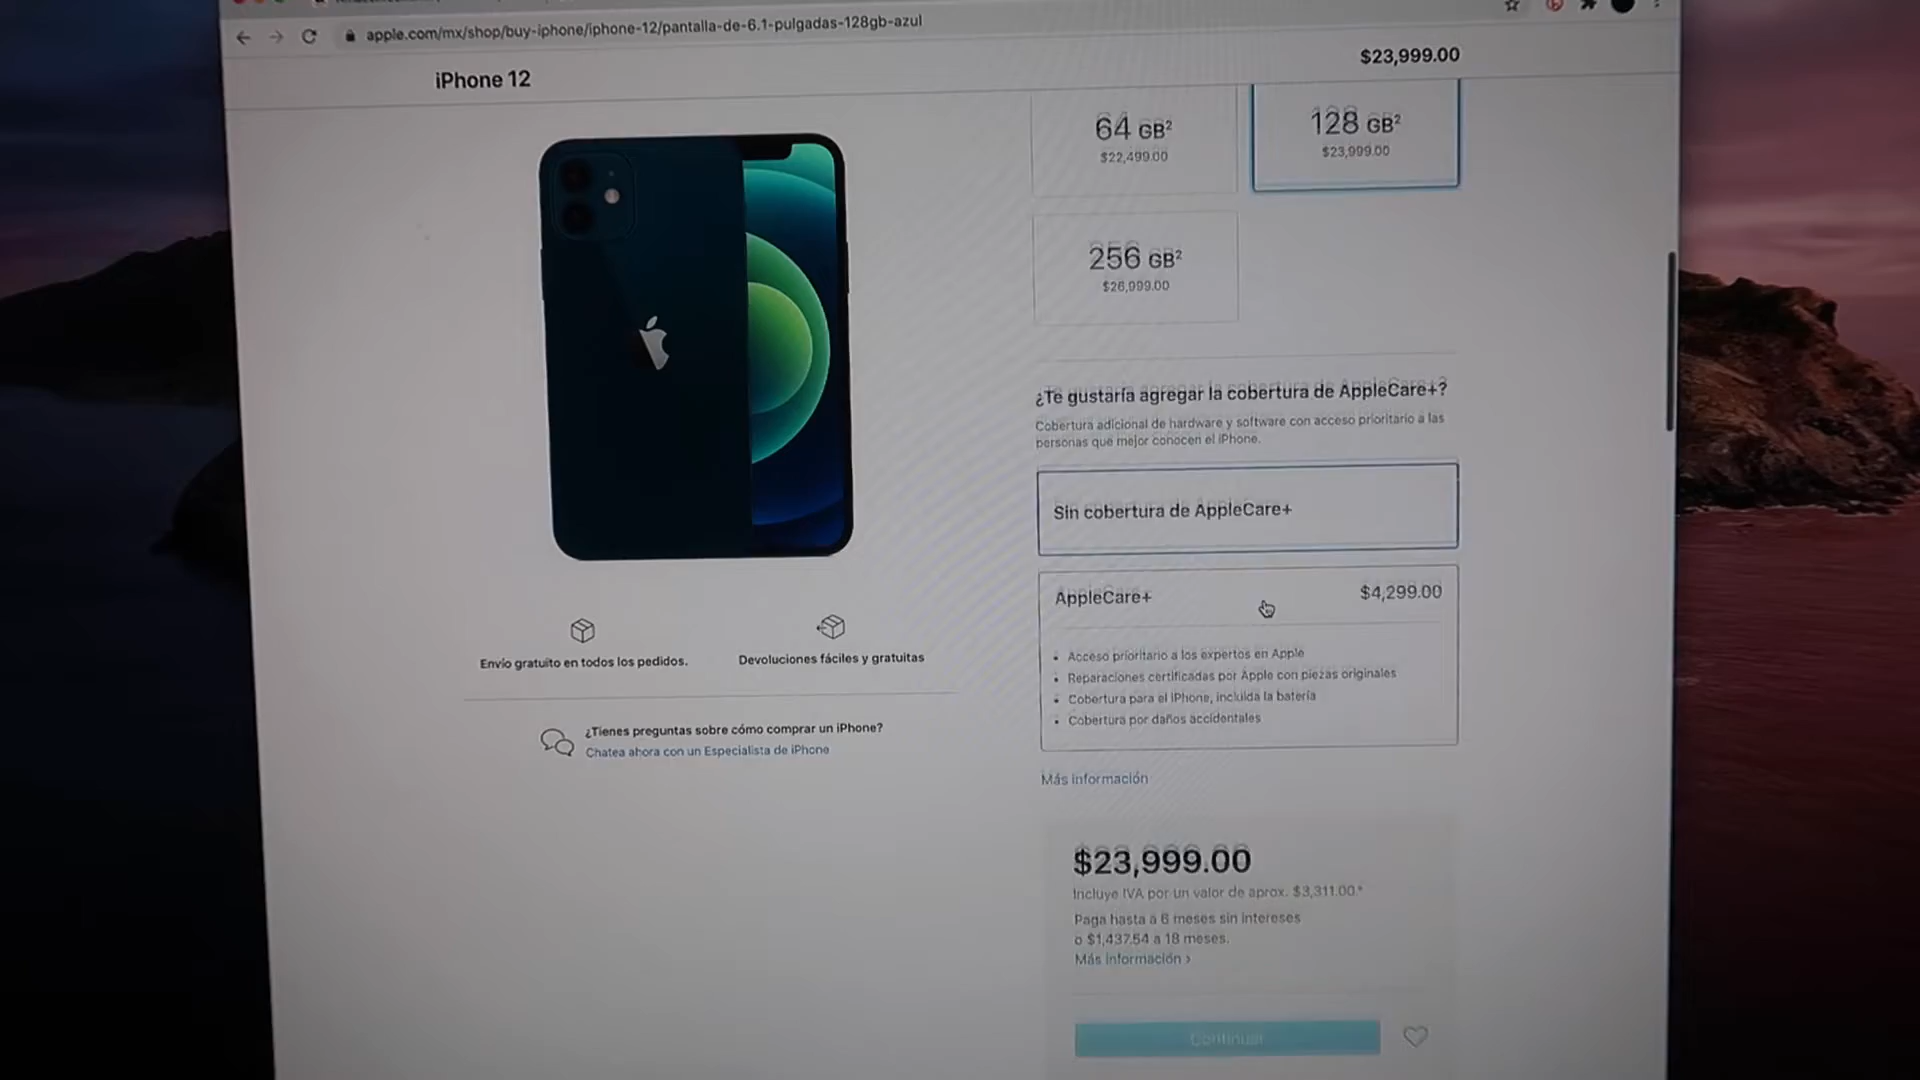 apple.com/mx/shop/buy-iphone/iphone-12/pantalla-de-6.1-pulgadas-128gb-azul
iPhone 12
$23,999.00
64 GB²
$22,499.00
128 GB²
$23,999.00
256 GB²
$26,999.00
¿Te gustaría agregar la cobertura de AppleCare+?
Cobertura adicional de hardware y software con acceso prioritario a las
personas que mejor conocen el iPhone.
Sin cobertura de AppleCare+
AppleCare+
$4,299.00
• Acceso prioritario a los expertos en Apple
• Reparaciones certificadas por Apple con piezas originales
• Cobertura para el iPhone, incluida la batería
• Cobertura por daños accidentales
Más información
Envío gratuito en todos los pedidos.
Devoluciones fáciles y gratuitas
¿Tienes preguntas sobre cómo comprar un iPhone?
Chatea ahora con un Especialista de iPhone
$23,999.00
Incluye IVA por un valor de aprox. $3,311.00*
Paga hasta a 6 meses sin intereses
o $1,437.54 a 18 meses.
Más información ›
Continuar